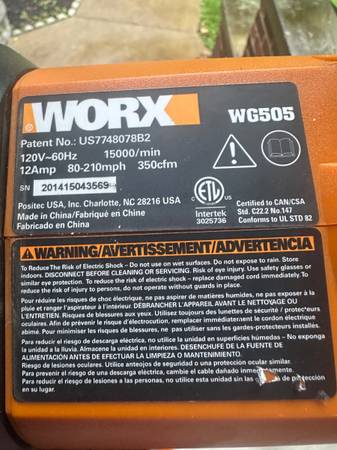 WORX
WG505
Patent No.: US7748078B2
120V~60Hz 15000/min
12Amp 80-210mph 350cfm
SN 201415043569
Positec USA, Inc. Charlotte, NC 28216 USA
Made in China/Fabriqué en China
Fabricado en China
ETL
Intertek
3025736
Certified to CAN/CSA
Std. C22.2 No.147
Conforms to UL STD 82
WARNING/AVERTISSEMENT/ADVERTENCIA
To Reduce The Risk of Electric Shock – Do not use on wet surfaces. Do not expose to rain. Store
indoors. DISCONNECT BEFORE CLEANING OR SERVICING. Risk of eye injury. Use safety glasses or
similar eye protection. To reduce the risk of electric shock – replace damaged cord immediately To
reduce the risk of injury to persons, do not operate without guards in place.
Pour réduire les risques de choc électrique, ne pas aspirer de matières humides, ne pas exposer à la
pluie et ranger l'aspirateur à l'intérieur. DÉBRANCHER L'APPAREIL AVANT LE NETTOYAGE OU
L'ENTRETIEN. Risques de blessures aux yeux. Utilisez toujours des lunettes de sécurité / protecteurs
oculaires. Afin de prévenir le risque d'électrocution, remplacer immédiatement le cordon électrique
abimé. Pour minimiser les risques de blessures, ne pas utiliser sans les gardes-protecteurs installés.
Para reducir el riesgo de descarga eléctrica, no utilice la unidad en superficies húmedas – No exponga
la unidad a la lluvia. Almacene la unidad en interiores. DESENCHUFE DE LA FUENTE DE
ALIMENTACIÓN ANTES DE EFECTUAR LA LIMPIEZA O MANTENIMIENTO.
Riesgo de lesiones oculares. Utilice anteojos de seguridad o una protección ocular similar.
Para prevenir el riesgo de una descarga eléctrica, cambie el cable dañado
Para reducir el riesgo de lesiones a las personas, no utilice esta unidad sin las guardas de protección
en su lugar.